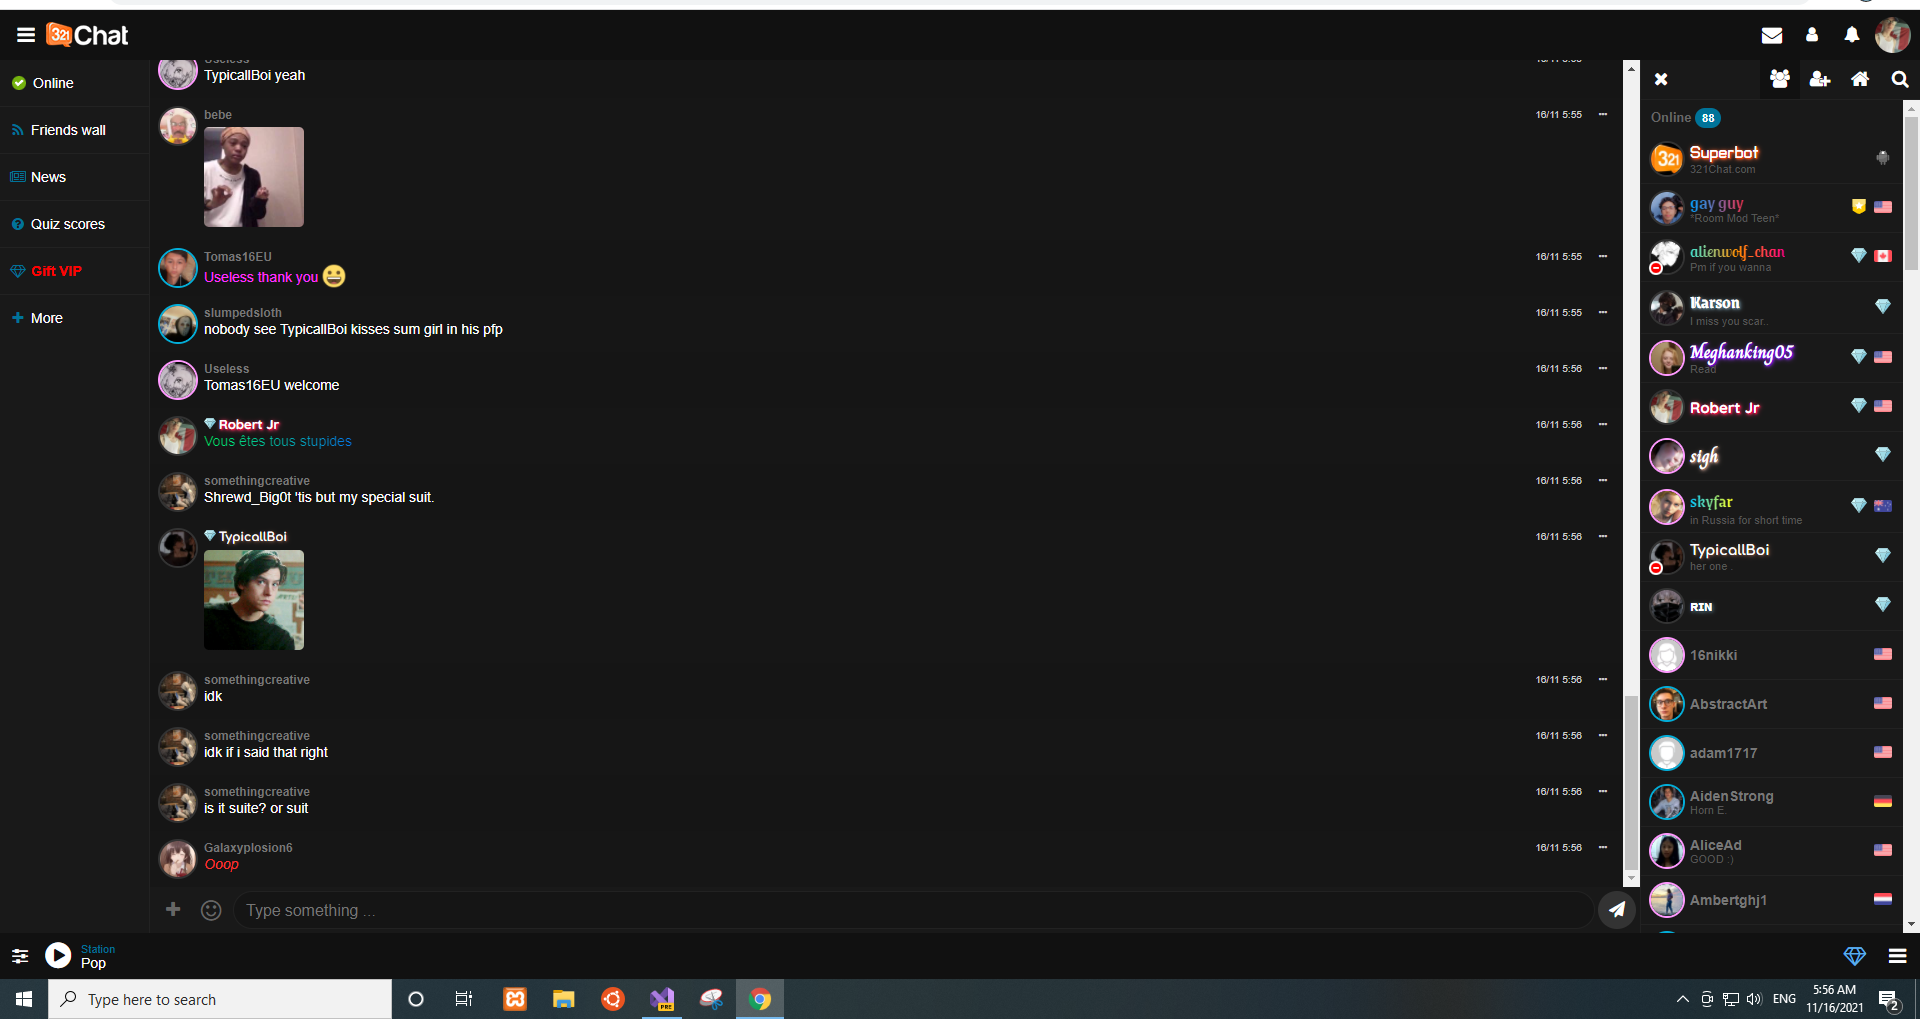 321 Chat
Online
Friends wall
News
Quiz scores
Gift VIP
More
Useless
TypicallBoi yeah
bebe
16/11 5:55
Tomas16EU
16/11 5:55
Useless thank you
slumpedsloth
16/11 5:55
nobody see TypicallBoi kisses sum girl in his pfp
Useless
16/11 5:56
Tomas16EU welcome
Robert Jr
16/11 5:56
Vous êtes tous stupides
somethingcreative
16/11 5:56
Shrewd_Big0t 'tis but my special suit.
TypicallBoi
16/11 5:56
somethingcreative
16/11 5:56
idk
somethingcreative
16/11 5:56
idk if i said that right
somethingcreative
16/11 5:56
is it suite? or suit
Galaxyplosion6
16/11 5:56
Ooop
Type something ...
Online 88
321
Superbot
321Chat.com
gay guy
*Room Mod Teen*
alienwolf_chan
Pm if you wanna
Karson
I miss you scar..
Meghanking05
Read
Robert Jr
sigh
skyfar
in Russia for short time
TypicallBoi
her one .
RIN
16nikki
AbstractArt
adam1717
AidenStrong
Horn E.
AliceAd
GOOD :)
Ambertghj1
Station
Pop
Type here to search
PRE
ENG
5:56 AM
11/16/2021
2